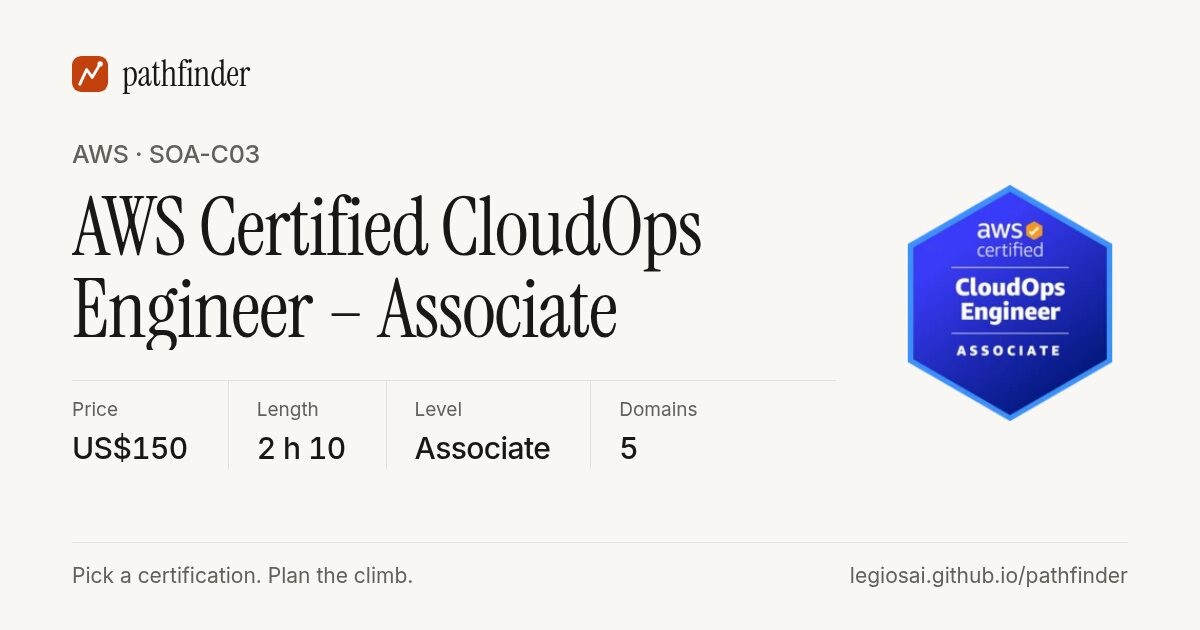 pathfinder
AWS · SOA-C03
AWS Certified CloudOps
Engineer – Associate
Price
US$150
Length
2 h 10
Level
Associate
Domains
5
aws
certified
CloudOps
Engineer
ASSOCIATE
Pick a certification. Plan the climb.
legiosai.github.io/pathfinder